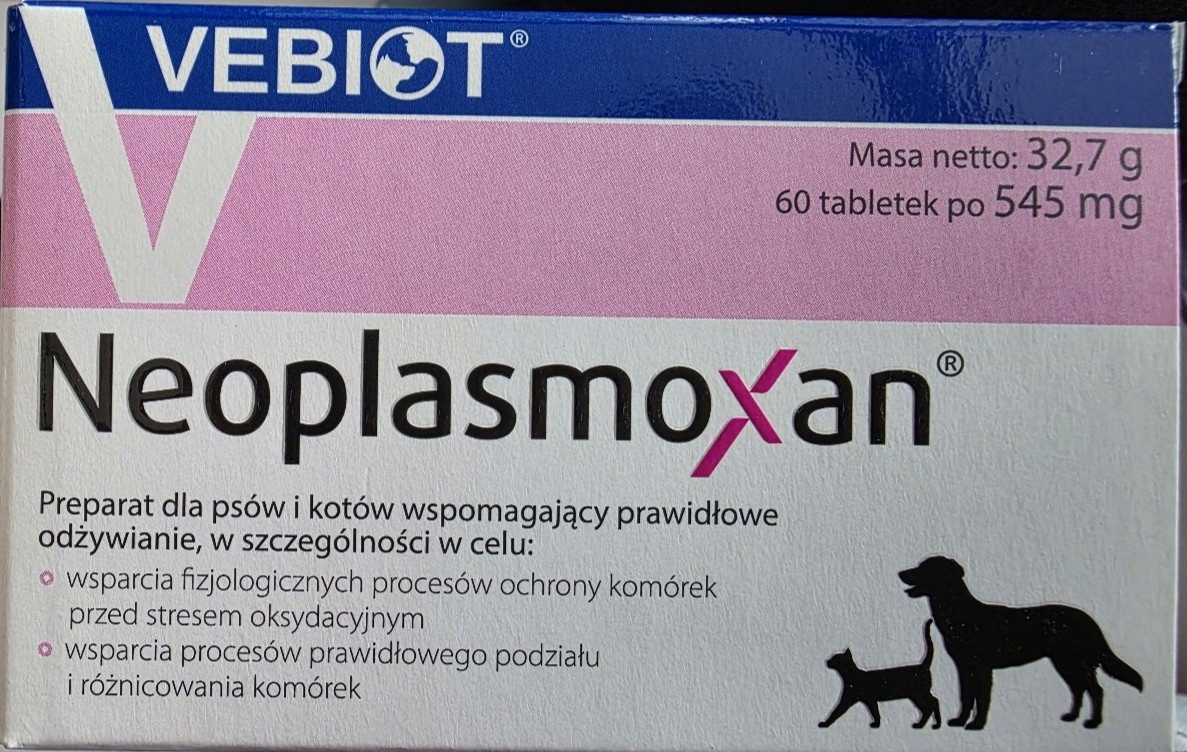 VEBIOT®
Masa netto: 32,7 g
60 tabletek po 545 mg
Neoplasmoxan®
Preparat dla psów i kotów wspomagający prawidłowe
odżywianie, w szczególności w celu:
wsparcia fizjologicznych procesów ochrony komórek
przed stresem oksydacyjnym
wsparcia procesów prawidłowego podziału
i różnicowania komórek